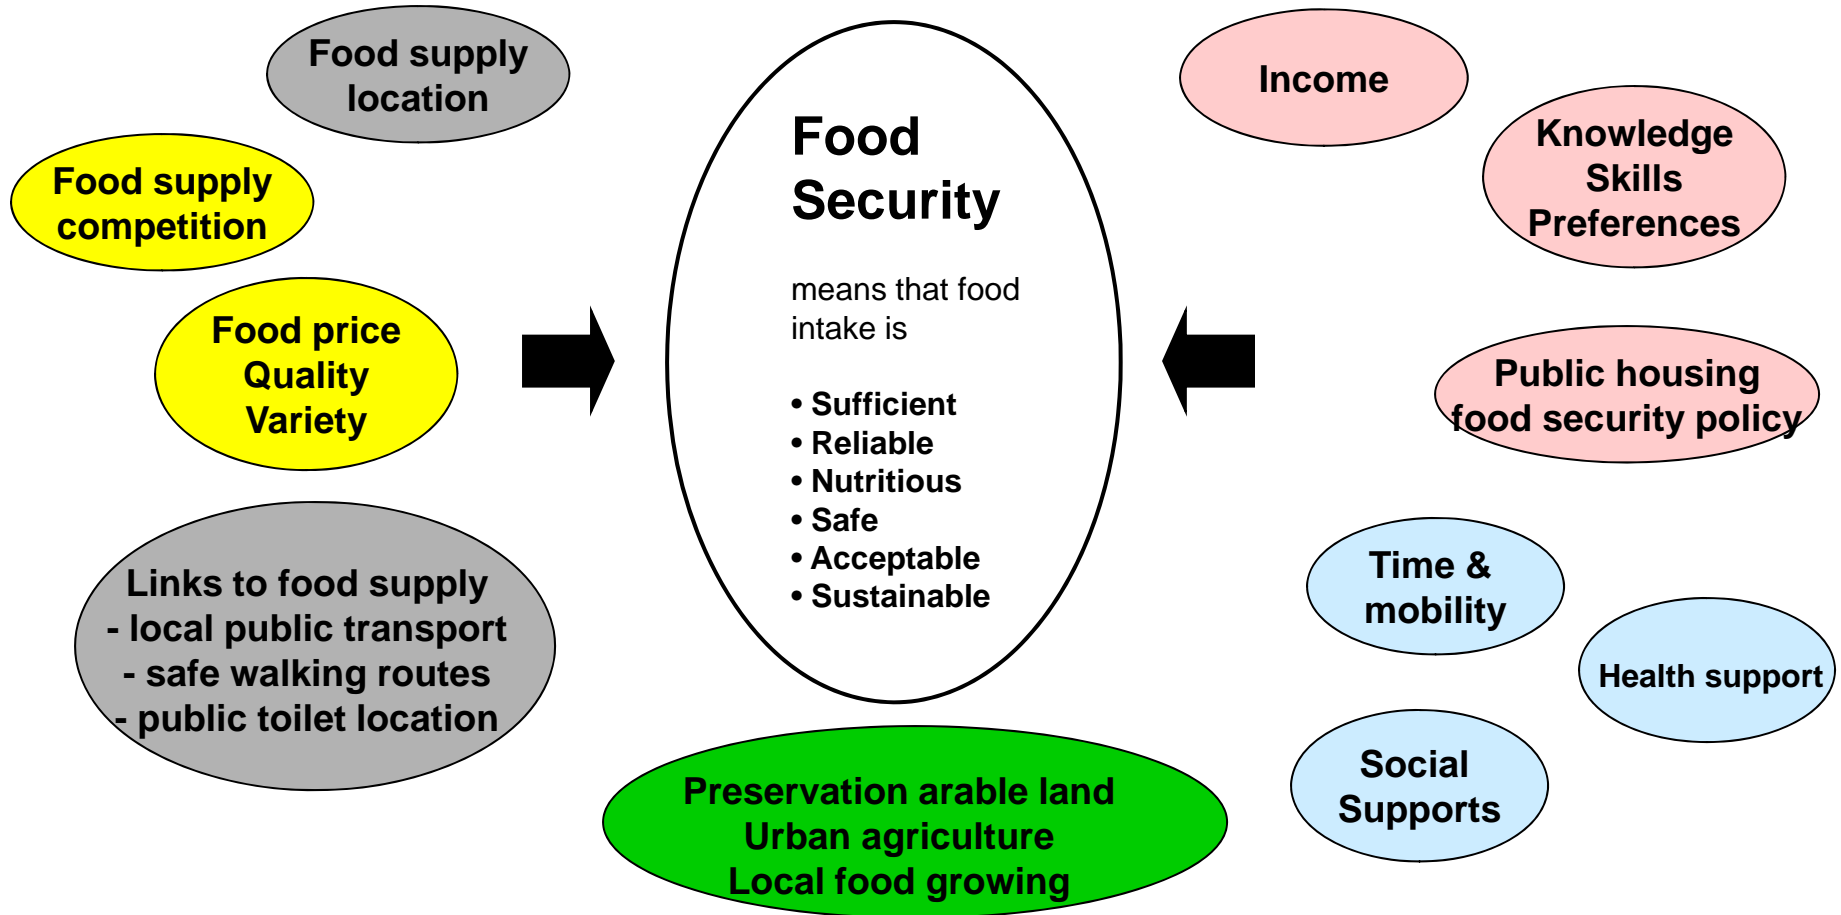 Food supply
location
Food supply
competition
Food price
Quality
Variety
Links to food supply
- local public transport
- safe walking routes
- public toilet location
Food
Security
means that food
intake is
• Sufficient
• Reliable
• Nutritious
• Safe
• Acceptable
• Sustainable
Preservation arable land
Urban agriculture
Local food growing
Income
Knowledge
Skills
Preferences
Public housing
food security policy
Time &
mobility
Health support
Social
Supports